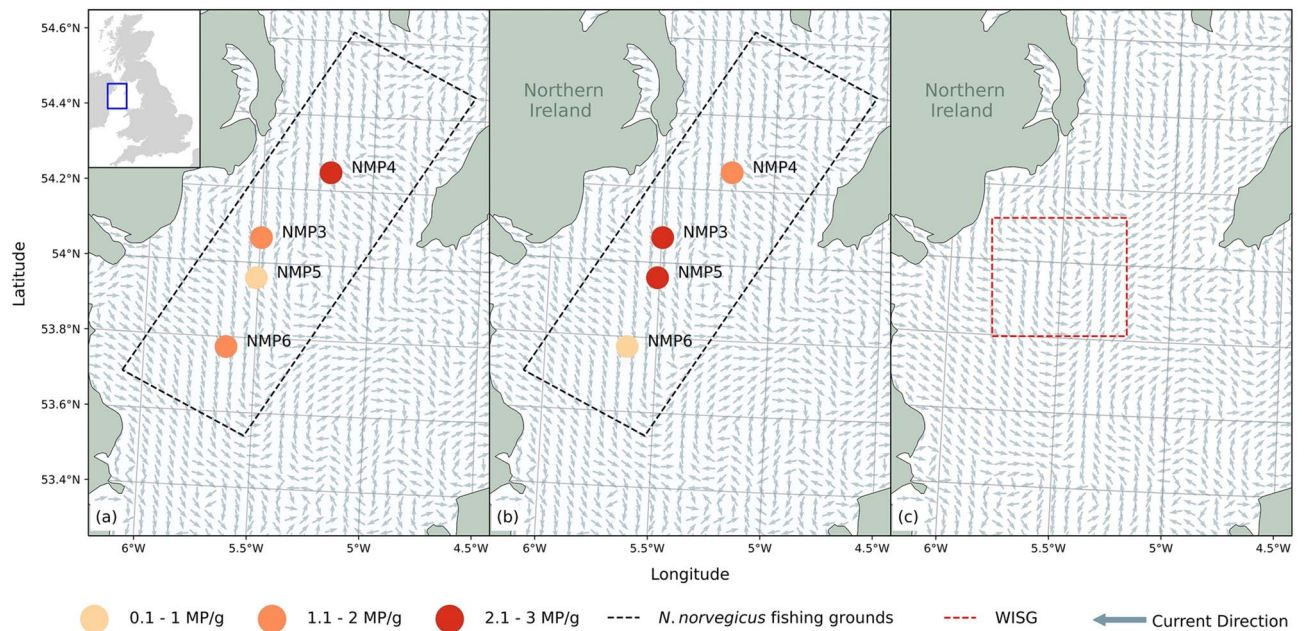 54.6°N
54.4°N
54.2°N
54°N
53.8°N
53.6°N
53.4°N
Latitude
NMP4
NMP3
NMP5
NMP6
(a)
6°W
5.5°W
5°W
4.5°W
Northern
Ireland
NMP4
NMP3
NMP5
NMP6
(b)
6°W
5.5°W
5°W
4.5°W
Northern
Ireland
(c)
6°W
5.5°W
5°W
4.5°W
Longitude
0.1 - 1 MP/g
1.1 - 2 MP/g
2.1 - 3 MP/g
N. norvegicus fishing grounds
WISG
Current Direction